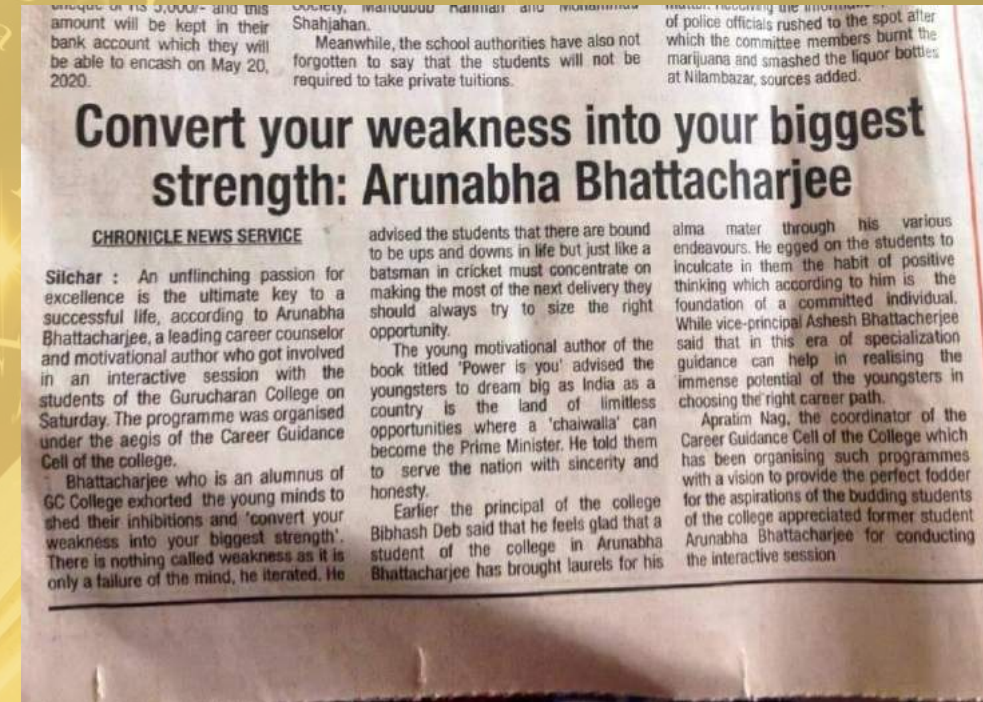 amount will be kept in their
bank account which they will
be able to encash on May 20,
2020.
Shahjahan.
Meanwhile, the school authorities have also not
forgotten to say that the students will not be
required to take private tuitions.
of police officials rushed to the spot after
which the committee members burnt the
marijuana and smashed the liquor bottles
at Nilambazar, sources added.
Convert your weakness into your biggest
strength: Arunabha Bhattacharjee
CHRONICLE NEWS SERVICE
Silchar : An unflinching passion for
excellence is the ultimate key to a
successful life, according to Arunabha
Bhattacharjee, a leading career counselor
and motivational author who got involved
in an interactive session with the
students of the Gurucharan College on
Saturday. The programme was organised
under the aegis of the Career Guidance
Cell of the college.
Bhattacharjee who is an alumnus of
GC College exhorted the young minds to
shed their inhibitions and 'convert your
weakness into your biggest strength'.
There is nothing called weakness as it is
only a failure of the mind, he iterated. He
advised the students that there are bound
to be ups and downs in life but just like a
batsman in cricket must concentrate on
making the most of the next delivery they
should always try to size the right
opportunity.
The young motivational author of the
book titled 'Power is you' advised the
youngsters to dream big as India as a
country is the land of limitless
opportunities where a 'chaiwalla' can
become the Prime Minister. He told them
to serve the nation with sincerity and
honesty.
Earlier the principal of the college
Bibhash Deb said that he feels glad that a
student of the college in Arunabha
Bhattacharjee has brought laurels for his
alma mater through his various
endeavours. He egged on the students to
inculcate in them the habit of positive
thinking which according to him is the
foundation of a committed individual.
While vice-principal Ashesh Bhattacherjee
said that in this era of specialization
guidance can help in realising the
immense potential of the youngsters in
choosing the right career path.
Apratim Nag, the coordinator of the
Career Guidance Cell of the College which
has been organising such programmes
with a vision to provide the perfect fodder
for the aspirations of the budding students
of the college appreciated former student
Arunabha Bhattacharjee for conducting
the interactive session